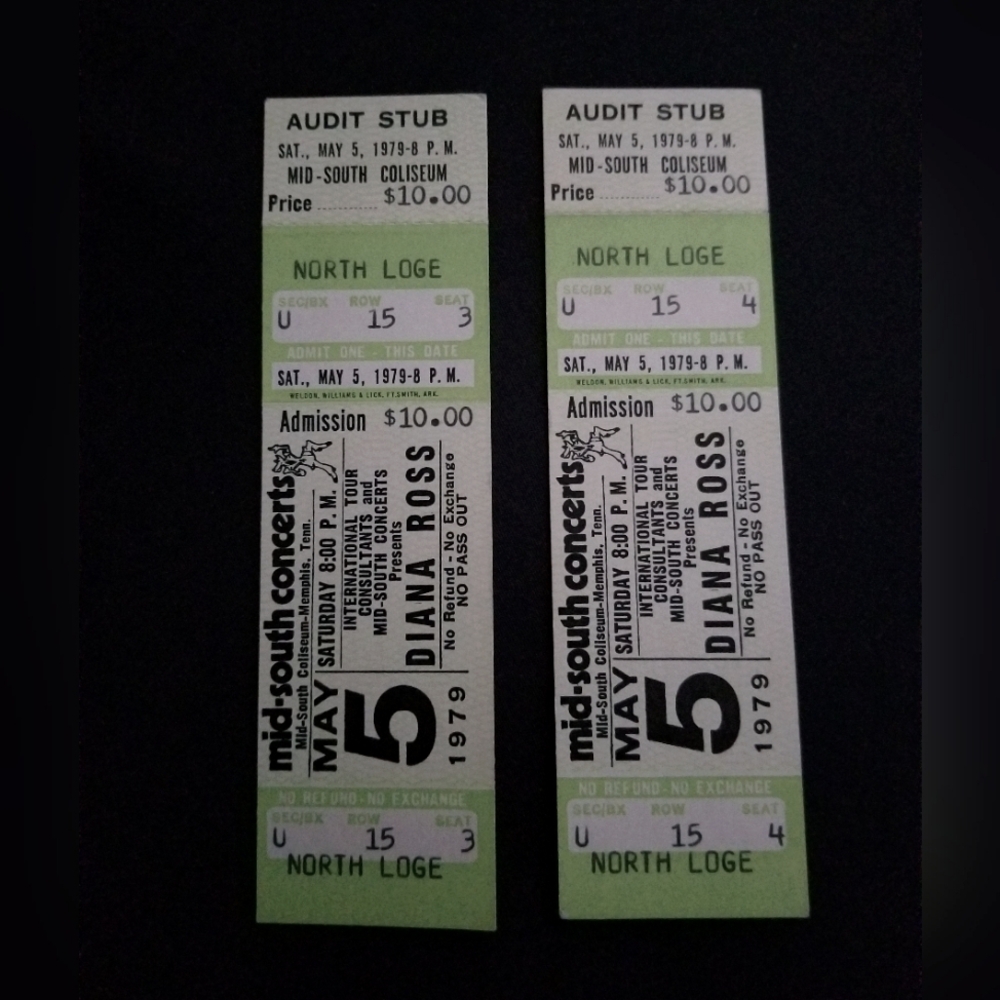 AUDIT STUB
SAT., MAY 5, 1979-8 P.M.
MID-SOUTH COLISEUM
Price ............ $10.00
NORTH LOGE
SEC/BX ROW SEAT
U 15 3
ADMIT ONE - THIS DATE
SAT., MAY 5, 1979-8 P.M.
WELDON, WILLIAMS & LICK, FT.SMITH, ARK.
Admission $10.00
mid-south concerts
Mid-South Coliseum-Memphis, Tenn.
MAY SATURDAY 8:00 P.M.
5
1979
INTERNATIONAL TOUR
CONSULTANTS and
MID-SOUTH CONCERTS
Presents
DIANA ROSS
No Refund - No Exchange
NO PASS OUT
NO REFUND-NO EXCHANGE
SEC/BX ROW SEAT
U 15 3
NORTH LOGE
AUDIT STUB
SAT., MAY 5, 1979-8 P.M.
MID-SOUTH COLISEUM
Price ............ $10.00
NORTH LOGE
SEC/BX ROW SEAT
U 15 4
ADMIT ONE - THIS DATE
SAT., MAY 5, 1979-8 P.M.
WELDON, WILLIAMS & LICK, FT.SMITH, ARK.
Admission $10.00
mid-south concerts
Mid-South Coliseum-Memphis, Tenn.
MAY SATURDAY 8:00 P.M.
5
1979
INTERNATIONAL TOUR
CONSULTANTS and
MID-SOUTH CONCERTS
Presents
DIANA ROSS
No Refund - No Exchange
NO PASS OUT
NO REFUND-NO EXCHANGE
SEC/BX ROW SEAT
U 15 4
NORTH LOGE